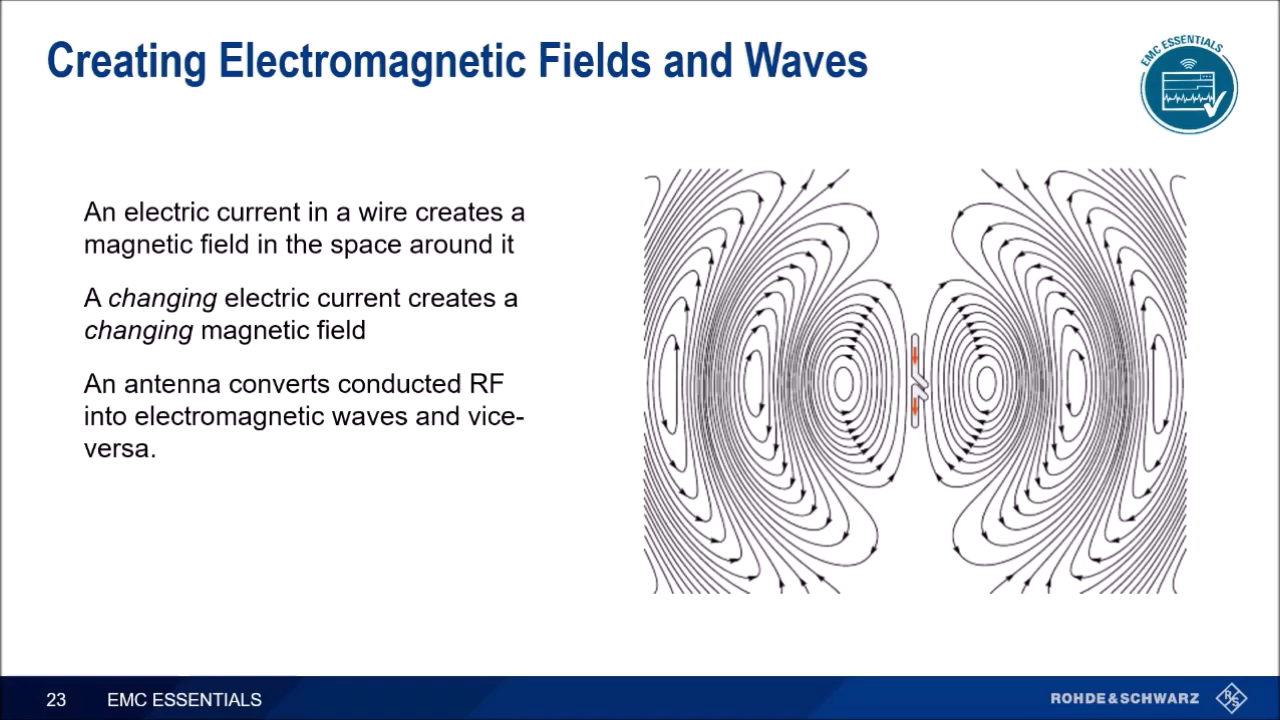 Creating Electromagnetic Fields and Waves
EMC ESSENTIALS
An electric current in a wire creates a
magnetic field in the space around it
A changing electric current creates a
changing magnetic field
An antenna converts conducted RF
into electromagnetic waves and vice-
versa.
23 EMC ESSENTIALS
ROHDE&SCHWARZ
R S